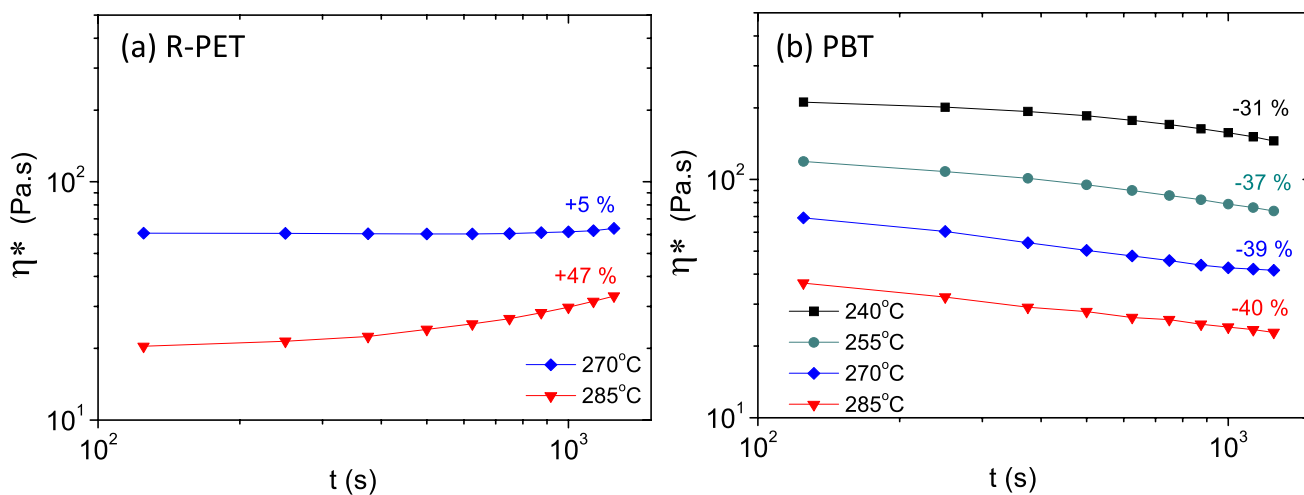 (a) R-PET
η* (Pa.s)
10²
10¹
+5 %
+47 %
270°C
285°C
10²
10³
t (s)
(b) PBT
η* (Pa.s)
10²
10¹
-31 %
-37 %
-39 %
-40 %
240°C
255°C
270°C
285°C
10²
10³
t (s)